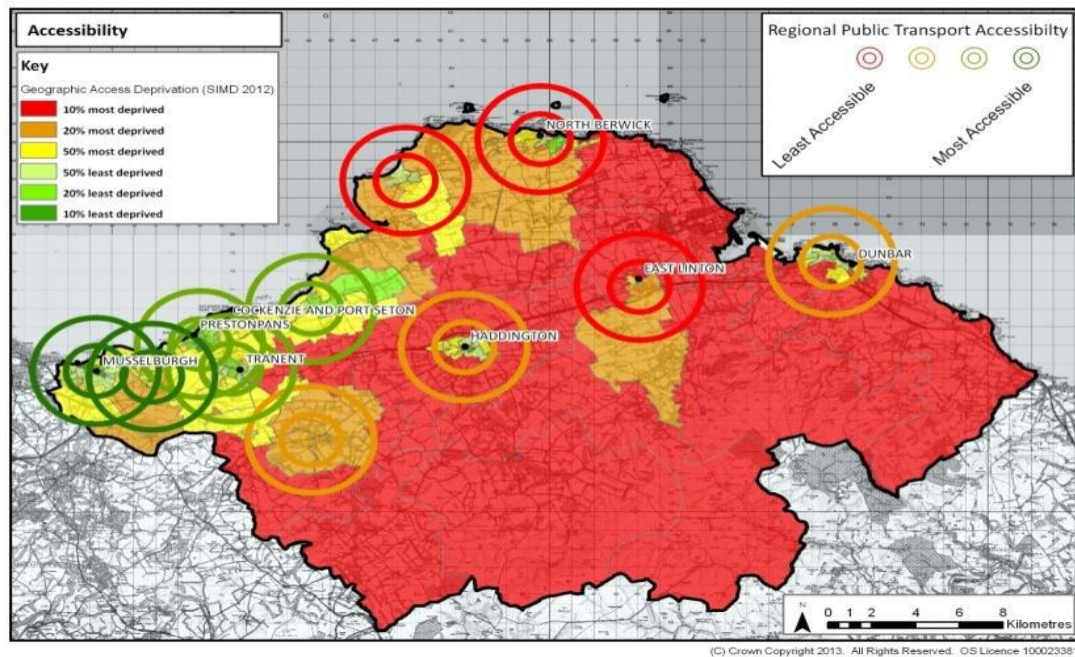 Accessibility
Key
Geographic Access Deprivation (SIMD 2012)
10% most deprived
20% most deprived
50% most deprived
50% least deprived
20% least deprived
10% least deprived
Regional Public Transport Accessibilty
Least Accessible
Most Accessible
NORTH BERWICK
DUNBAR
EAST LINTON
COCKENZIE AND PORT SETON
PRESTONPANS
HADDINGTON
MUSSELBURGH
TRANENT
N
0 1 2 4 6 8
Kilometres
(C) Crown Copyright 2013. All Rights Reserved. OS Licence 100023381